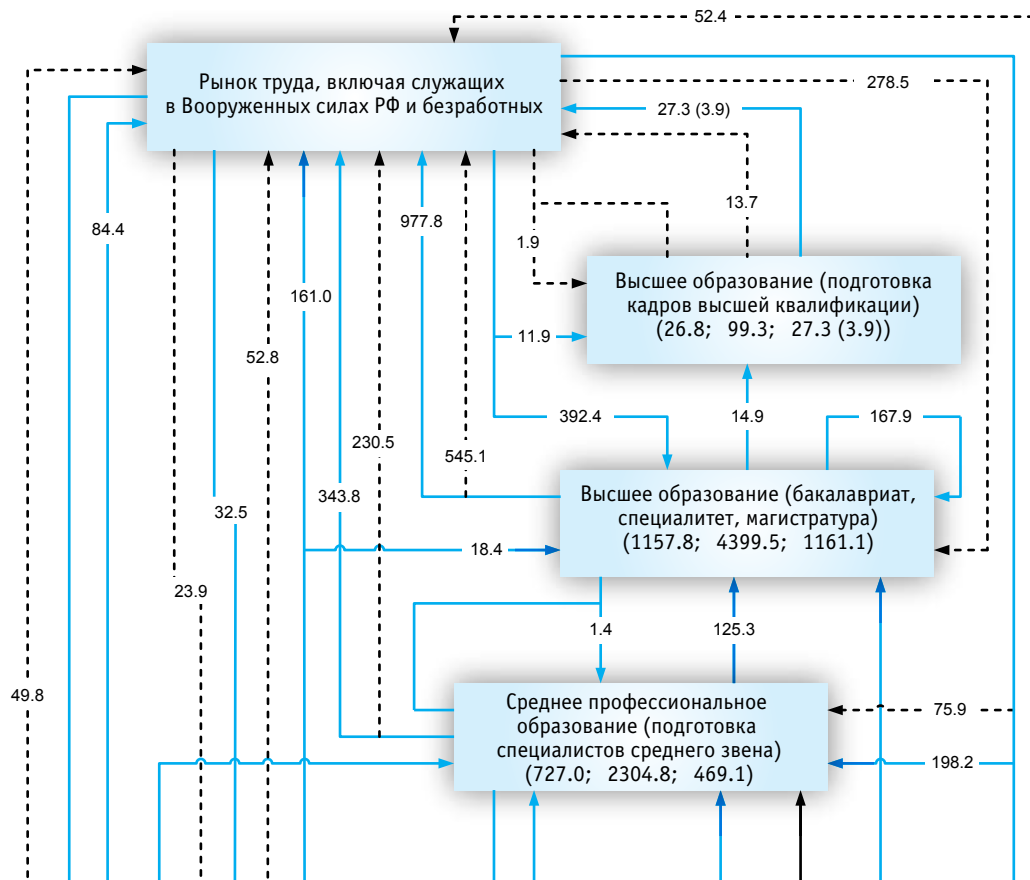 52.4
Рынок труда, включая служащих
в Вооруженных силах РФ и безработных
278.5
27.3 (3.9)
84.4
977.8
1.9
13.7
161.0
52.8
11.9
Высшее образование (подготовка
кадров высшей квалификации)
(26.8; 99.3; 27.3 (3.9))
392.4
14.9
167.9
230.5
545.1
343.8
32.5
Высшее образование (бакалавриат,
специалитет, магистратура)
(1157.8; 4399.5; 1161.1)
18.4
23.9
1.4
125.3
49.8
Среднее профессиональное
образование (подготовка
специалистов среднего звена)
(727.0; 2304.8; 469.1)
75.9
198.2